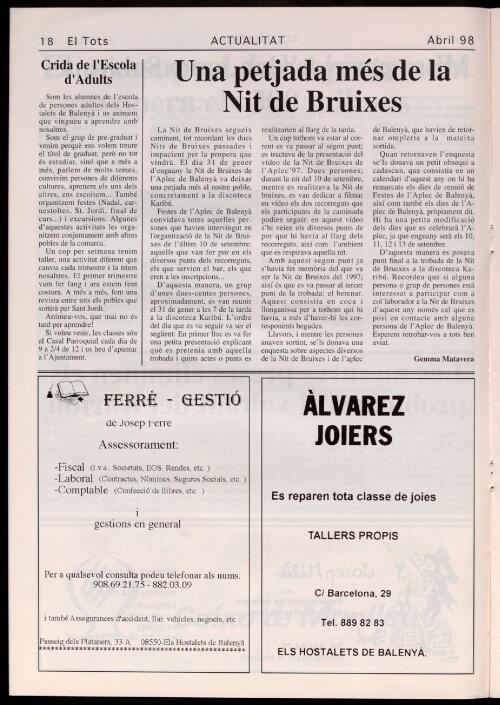 18 El Tots
ACTUALITAT
Abril 98
Crida de l'Escola
d'Adults
Som les alumnes de l'escola
de persones adultes dels Hos-
talets de Balenyà i us animem
que vingueu a aprendre amb
nosaltres.
Som el grup de pre-graduat i
venim perquè ens volem treure
el títol de graduat, però no tot
és estudiar, sinó que a més a
més, parlem de molts temes,
convivim persones de diferents
cultures, aprenem els uns dels
altres, ens escoltem... També
organitzem festes (Nadal, car-
nestoltes, St. Jordi, final de
curs...) i excursions. Algunes
d'aquestes activitats les orga-
nitzem conjuntament amb altres
pobles de la comarca.
Un cop per setmana tenim
taller, una activitat diferent que
canvia cada trimestre i la trien
nosaltres. El primer trimestre
vam fer fang i ara estem fent
costura. A més a més, fem una
revista entre tots els pobles que
sortirà per Sant Jordi.
Animeu-vos, que mai no és
tard per aprendre!
Si voleu venir, les classes són
al Casal Parroquial cada dia de
9 a 2/4 de 12 i us heu d'apuntar
a l'Ajuntament.
Una petjada més de la
Nit de Bruixes
La Nit de Bruixes segueix
caminant, tot recordant les dues
Nits de Bruixes passades i
impacient per la propera que
vindrà. El dia 31 de gener
d'enguany la Nit de Bruixes de
l'Aplec de Balenyà va deixar
una petjada més al nostre poble,
concretament a la discoteca
Karibú.
Festes de l'Aplec de Balenyà
convidava totes aquelles per-
sones que havien intervingut en
l'organització de la Nit de Brui-
xes de l'últim 10 de setembre:
aquells que van fer por en els
diversos punts dels recorreguts,
els que servien el bar, els que
eren a les inscripcions...
D'aquesta manera, un grup
d'unes dues-centes persones,
aproximadament, es van reunir
el 31 de gener a les 7 de la tarda
a la discoteca Karibú. L'ordre
del dia que es va seguir va ser el
següent: En primer lloc es va fer
una petita presentació explicant
què es pretenia amb aquella
trobada i quins actes o punts es
realitzarien al llarg de la tarda.
Un cop tothom va estar al cor-
rent es va passar al segon punt;
es tractava de la presentació del
vídeo de la Nit de Bruixes de
l'Aplec'97. Dues persones,
durant la nit del 10 de setembre,
mentre es realitzava la Nit de
bruixes, es van dedicar a filmar
en vídeo els dos recorreguts que
els participants de la caminada
podien seguir; en aquest vídeo
s'hi veien els diversos punts de
por que hi havia al llarg dels
recorreguts, així com l'ambient
que es respirava aquella nit.
Amb aquest segon punt ja
s'havia fet memòria del que va
ser la Nit de Bruixes del 1997;
així és que es va passar al tercer
punt de la trobada: el berenar.
Aquest consistia en coca i
llonganissa per a tothom qui hi
havia, a més d'haver-hi les cor-
responents begudes.
Llavors, i mentre les persones
anaven sortint, se'ls donava una
enquesta sobre aspectes diversos
de la Nit de Bruixes i de l'aplec
de Balenyà, que havien de retor-
nar omplerta a la mateixa
sortida.
Quan retornaven l'enquesta
se'ls donava un petit obsequi a
cadascun, que consistia en un
calendari d'aquest any on hi ha
remarcats els dies de reunió de
Festes de l'Aplec de Balenyà,
així com també els dies de l'A-
plec de Balenyà, pròpiament dit.
Hi ha una petita modificació
dels dies que es celebrarà l'A-
plec, ja que enguany serà els 10,
11, 12 i 13 de setembre.
D'aquesta manera es posava
punt final a la trobada de la Nit
de Bruixes a la discoteca Ka-
ribú. Recordeu que si alguna
persona o grup de persones està
interessat a participar com a
col·laborador a la Nit de Bruixes
d'aquest any només cal que es
posi en contacte amb alguna
persona de l'Aplec de Balenyà.
Esperem retrobar-vos a tots ben
aviat.
Gemma Matavera
FERRÉ - GESTIÓ
de Josep Ferre
Assessorament:
-Fiscal (I.v.a., Societats, EOS, Rendes, etc. )
-Laboral (Contractes, Nòmines, Seguros Socials, etc. )
-Comptable (Confecció de llibres, etc. )
i
gestions en general
Per a qualsevol consulta podeu telefonar als nums.
908.69.21.75 - 882.03.09
i també Assegurances d'accident, llar, vehicles, negocis, etc.
Passeig dels Plataners, 33-A 08550-Els Hostalets de Balenyà
ÀLVAREZ
JOIERS
Es reparen tota classe de joies
TALLERS PROPIS
C/ Barcelona, 29
Tel. 889 82 83
ELS HOSTALETS DE BALENYÀ.